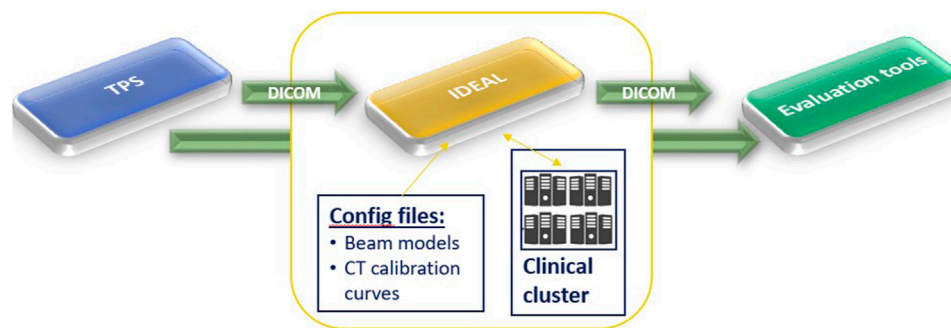 TPS
DICOM
IDEAL
DICOM
Evaluation tools
Config files:
• Beam models
• CT calibration
curves
Clinical
cluster